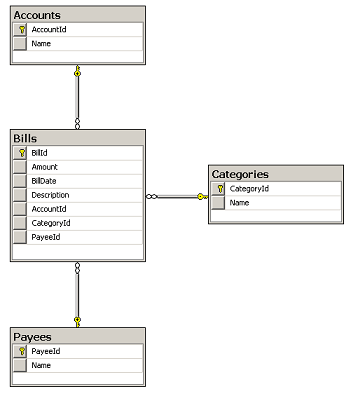 Accounts
AccountId
Name
Bills
BillId
Amount
BillDate
Description
AccountId
CategoryId
PayeeId
Categories
CategoryId
Name
Payees
PayeeId
Name